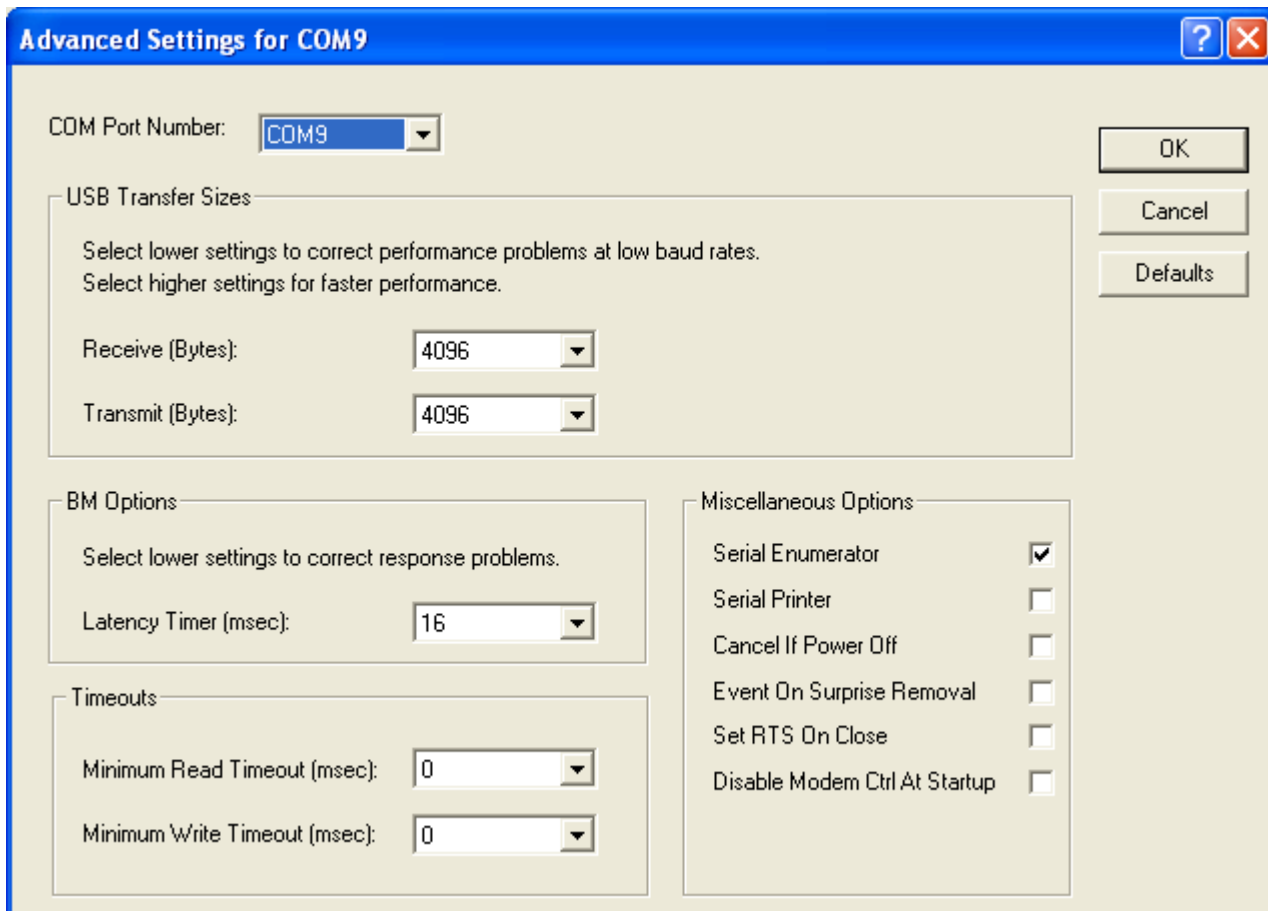 Advanced Settings for COM9
?
COM Port Number: COM9
OK
Cancel
Defaults
USB Transfer Sizes
Select lower settings to correct performance problems at low baud rates.
Select higher settings for faster performance.
Receive (Bytes): 4096
Transmit (Bytes): 4096
BM Options
Select lower settings to correct response problems.
Latency Timer (msec): 16
Timeouts
Minimum Read Timeout (msec): 0
Minimum Write Timeout (msec): 0
Miscellaneous Options
Serial Enumerator
Serial Printer
Cancel If Power Off
Event On Surprise Removal
Set RTS On Close
Disable Modem Ctrl At Startup